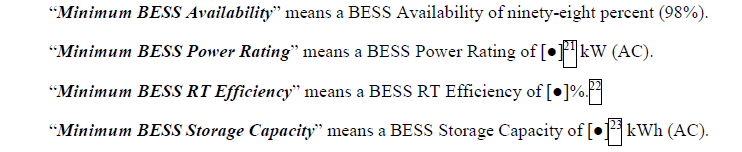 “Minimum BESS Availability” means a BESS Availability of ninety-eight percent (98%).
“Minimum BESS Power Rating” means a BESS Power Rating of [●]21 kW (AC).
“Minimum BESS RT Efficiency” means a BESS RT Efficiency of [●]%.22
“Minimum BESS Storage Capacity” means a BESS Storage Capacity of [●]23 kWh (AC).